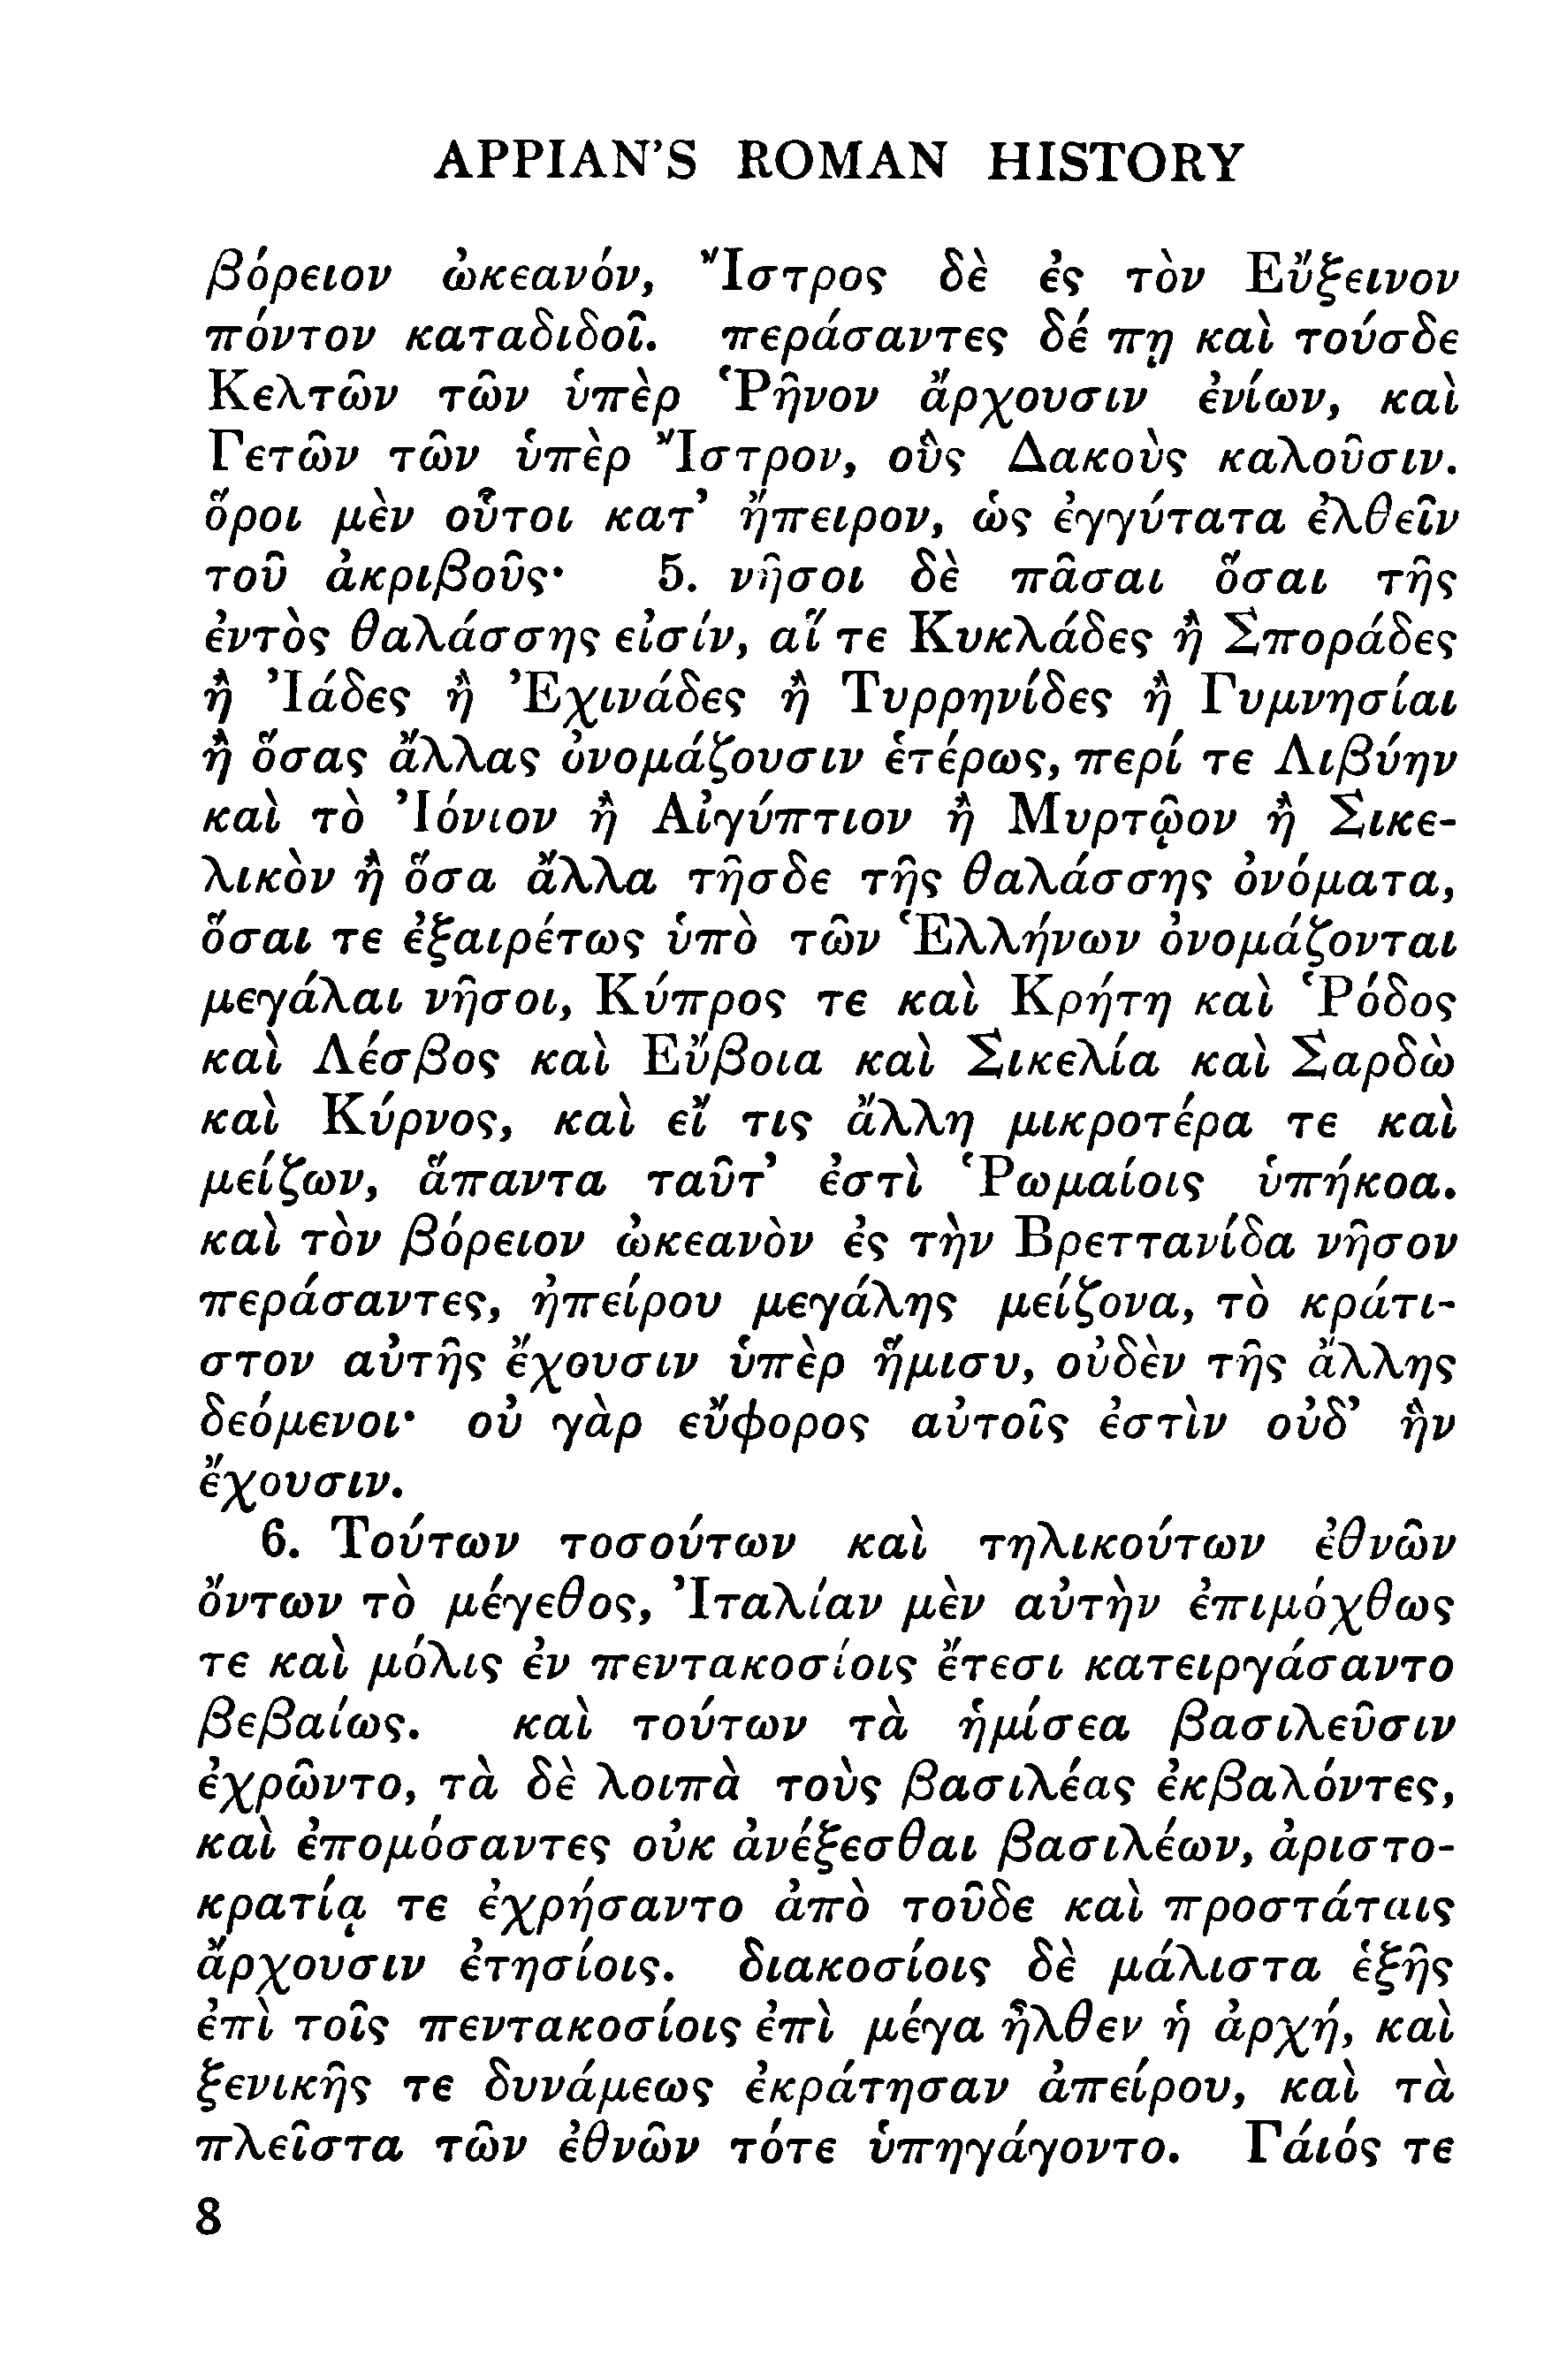 APPIAN'S ROMAN HISTORY
βόρειον ὠκεανόν, Ἴστρος δὲ ἐς τὸν Εὔξεινον
πόντον καταδιδοῖ. περάσαντες δέ πῃ καὶ τούσδε
Κελτῶν τῶν ὑπὲρ Ῥῆνον ἄρχουσιν ἐνίων, καὶ
Γετῶν τῶν ὑπὲρ Ἴστρον, οὓς Δακοὺς καλοῦσιν.
ὅροι μὲν οὗτοι κατ' ἤπειρον, ὡς ἐγγύτατα ἐλθεῖν
τοῦ ἀκριβοῦς· 5. νῆσοι δὲ πᾶσαι ὅσαι τῆς
ἐντὸς θαλάσσης εἰσίν, αἵ τε Κυκλάδες ἢ Σποράδες
ἢ Ἰάδες ἢ Ἐχινάδες ἢ Τυρρηνίδες ἢ Γυμνησίαι
ἢ ὅσας ἄλλας ὀνομάζουσιν ἑτέρως, περί τε Λιβύην
καὶ τὸ Ἰόνιον ἢ Αἰγύπτιον ἢ Μυρτῷον ἢ Σικε-
λικὸν ἢ ὅσα ἄλλα τῆσδε τῆς θαλάσσης ὀνόματα,
ὅσαι τε ἐξαιρέτως ὑπὸ τῶν Ἑλλήνων ὀνομάζονται
μεγάλαι νῆσοι, Κύπρος τε καὶ Κρήτη καὶ Ῥόδος
καὶ Λέσβος καὶ Εὔβοια καὶ Σικελία καὶ Σαρδὼ
καὶ Κύρνος, καὶ εἴ τις ἄλλη μικροτέρα τε καὶ
μείζων, ἅπαντα ταῦτ' ἐστὶ Ῥωμαίοις ὑπήκοα.
καὶ τὸν βόρειον ὠκεανὸν ἐς τὴν Βρεττανίδα νῆσον
περάσαντες, ἠπείρου μεγάλης μείζονα, τὸ κράτι-
στον αὐτῆς ἔχουσιν ὑπὲρ ἥμισυ, οὐδὲν τῆς ἄλλης
δεόμενοι· οὐ γὰρ εὔφορος αὐτοῖς ἐστὶν οὐδ' ἣν
ἔχουσιν.
6. Τούτων τοσούτων καὶ τηλικούτων ἐθνῶν
ὄντων τὸ μέγεθος, Ἰταλίαν μὲν αὐτὴν ἐπιμόχθως
τε καὶ μόλις ἐν πεντακοσίοις ἔτεσι κατειργάσαντο
βεβαίως. καὶ τούτων τὰ ἡμίσεα βασιλεῦσιν
ἐχρῶντο, τὰ δὲ λοιπὰ τοὺς βασιλέας ἐκβαλόντες,
καὶ ἐπομόσαντες οὐκ ἀνέξεσθαι βασιλέων, ἀριστο-
κρατίᾳ τε ἐχρήσαντο ἀπὸ τοῦδε καὶ προστάταις
ἄρχουσιν ἐτησίοις. διακοσίοις δὲ μάλιστα ἑξῆς
ἐπὶ τοῖς πεντακοσίοις ἐπὶ μέγα ἦλθεν ἡ ἀρχή, καὶ
ξενικῆς τε δυνάμεως ἐκράτησαν ἀπείρου, καὶ τὰ
πλεῖστα τῶν ἐθνῶν τότε ὑπηγάγοντο. Γάιός τε
8